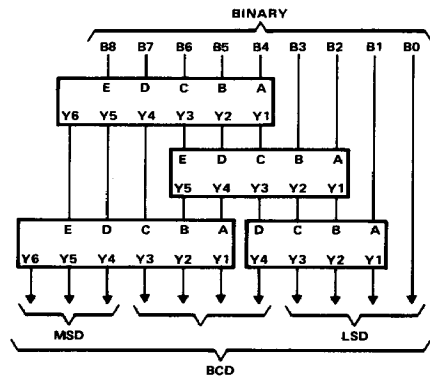 BINARY
B8 B7 B6 B5 B4 B3 B2 B1 B0
E D C B A
Y6 Y5 Y4 Y3 Y2 Y1
E D C B A
Y5 Y4 Y3 Y2 Y1
E D C B A D C B A
Y6 Y5 Y4 Y3 Y2 Y1 Y4 Y3 Y2 Y1
MSD LSD
BCD